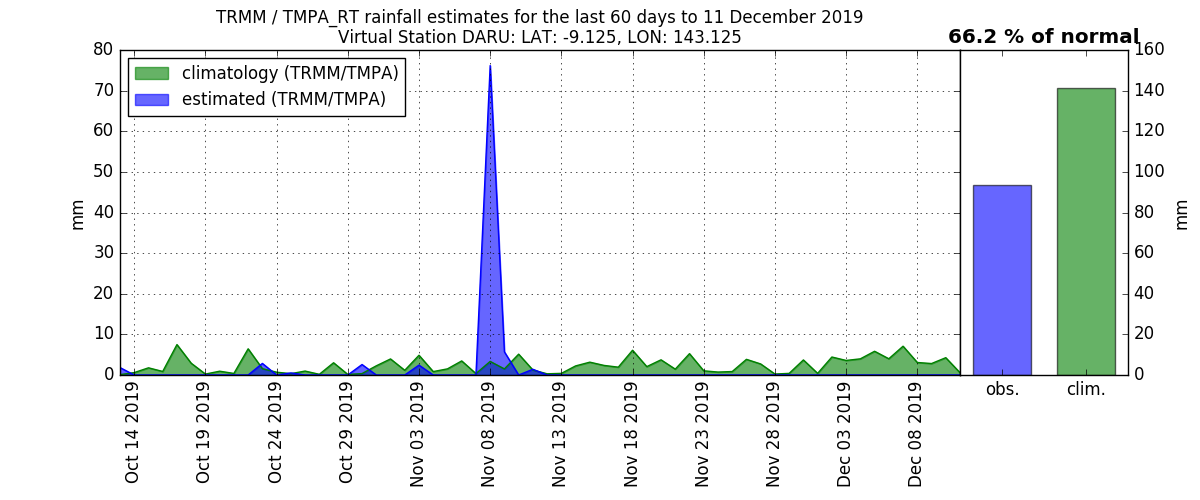 TRMM / TMPA_RT rainfall estimates for the last 60 days to 11 December 2019
Virtual Station DARU: LAT: -9.125, LON: 143.125
66.2 % of normal
climatology (TRMM/TMPA)
estimated (TRMM/TMPA)
mm
80
70
60
50
40
30
20
10
0
Oct 14 2019
Oct 19 2019
Oct 24 2019
Oct 29 2019
Nov 03 2019
Nov 08 2019
Nov 13 2019
Nov 18 2019
Nov 23 2019
Nov 28 2019
Dec 03 2019
Dec 08 2019
obs.
clim.
160
140
120
100
80
60
40
20
0
mm